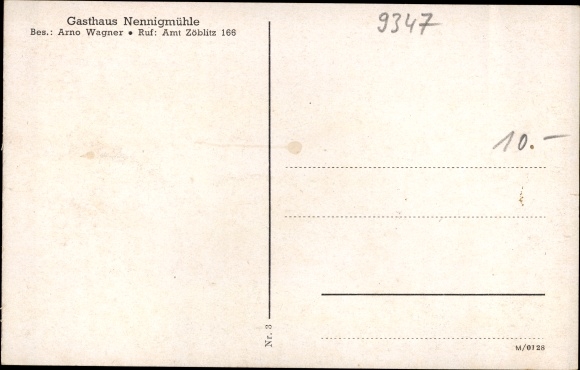 Gasthaus Nennigmühle
Bes.: Arno Wagner • Ruf: Amt Zöblitz 166
9347
10.-
Nr. 3
M/0128